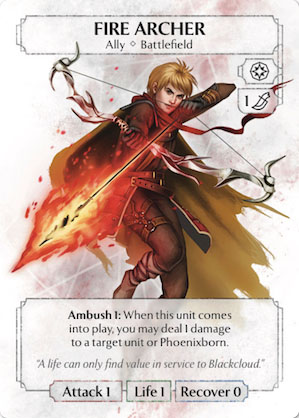 FIRE ARCHER
Ally ⋄ Battlefield
1
Ambush 1: When this unit comes
into play, you may deal 1 damage
to a target unit or Phoenixborn.
"A life can only find value in service to Blackcloud."
Attack 1 Life 1 Recover 0